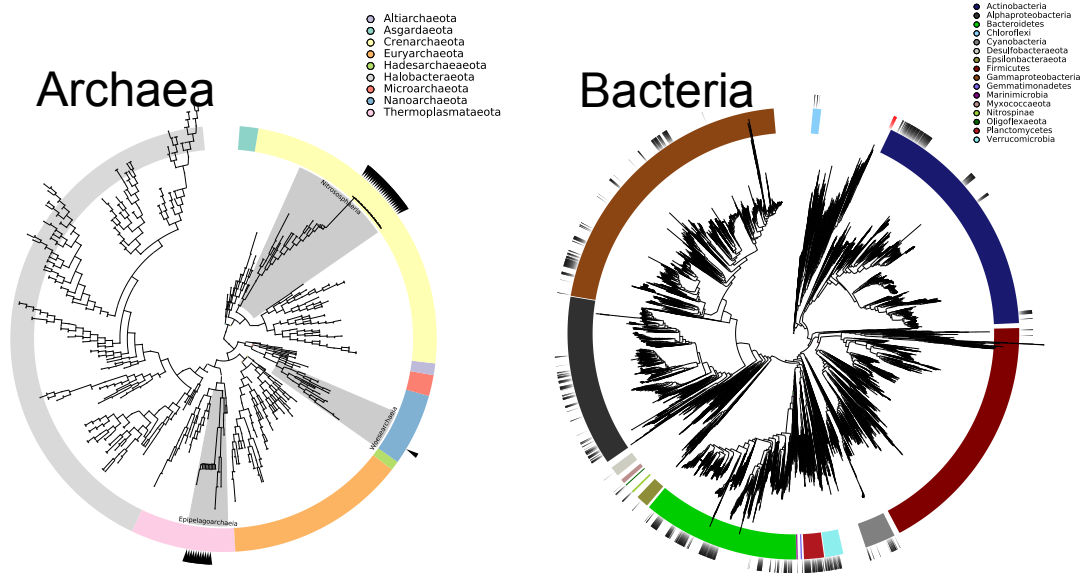 Archaea
Altiarchaeota
Asgardaeota
Crenarchaeota
Euryarchaeota
Hadesarchaeaeota
Halobacteraeota
Microarchaeota
Nanoarchaeota
Thermoplasmataeota
Nitrososphaeria
Woesearchaeia
Epipelagoarchaeia
Bacteria
Actinobacteria
Alphaproteobacteria
Bacteroidetes
Chloroflexi
Cyanobacteria
Desulfobacteraeota
Epsilonbacteraeota
Firmicutes
Gammaproteobacteria
Gemmatimonadetes
Marinimicrobia
Myxococcaeota
Nitrospinae
Oligoflexaeota
Planctomycetes
Verrucomicrobia